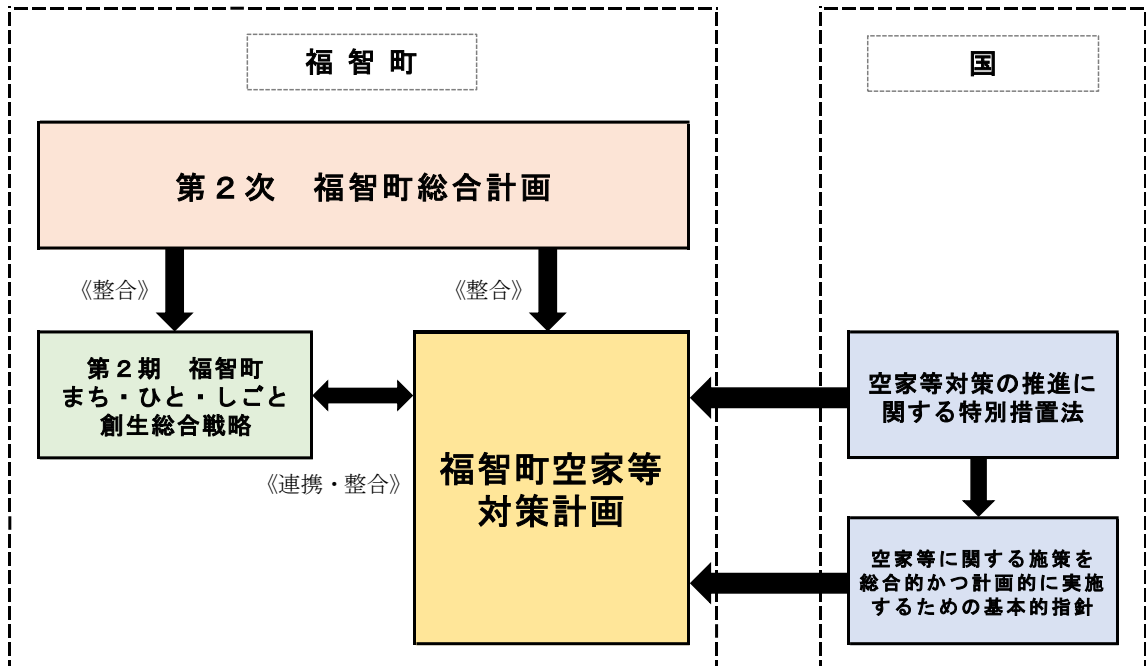 福智町
第２次　福智町総合計画
《整合》
《整合》
第２期　福智町
まち・ひと・しごと
創生総合戦略
《連携・整合》
福智町空家等
対策計画
国
空家等対策の推進に
関する特別措置法
空家等に関する施策を
総合的かつ計画的に実施
するための基本的指針